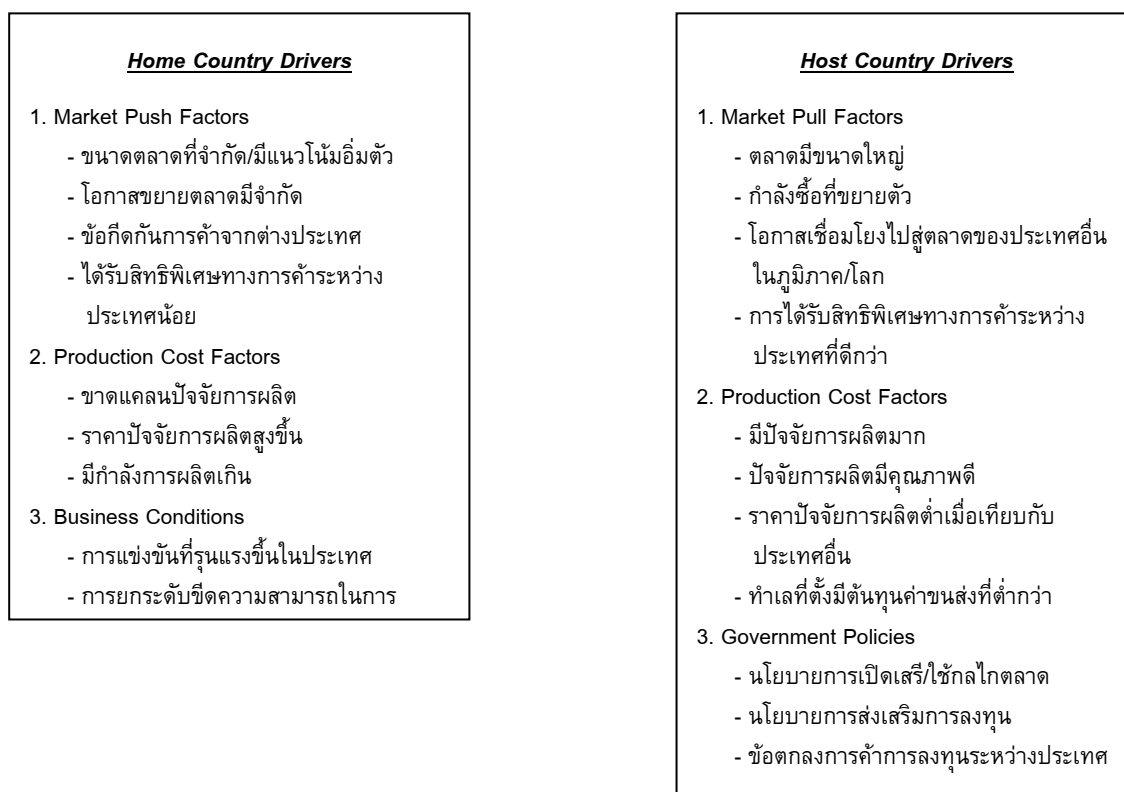 Home Country Drivers
1. Market Push Factors
- ขนาดตลาดที่จำกัด/มีแนวโน้มอิ่มตัว
- โอกาสขยายตลาดมีจำกัด
- ข้อกีดกันการค้าจากต่างประเทศ
- ได้รับสิทธิพิเศษทางการค้าระหว่าง
ประเทศน้อย
2. Production Cost Factors
- ขาดแคลนปัจจัยการผลิต
- ราคาปัจจัยการผลิตสูงขึ้น
- มีกำลังการผลิตเกิน
3. Business Conditions
- การแข่งขันที่รุนแรงขึ้นในประเทศ
- การยกระดับขีดความสามารถในการ
Host Country Drivers
1. Market Pull Factors
- ตลาดมีขนาดใหญ่
- กำลังซื้อที่ขยายตัว
- โอกาสเชื่อมโยงไปสู่ตลาดของประเทศอื่น
ในภูมิภาค/โลก
- การได้รับสิทธิพิเศษทางการค้าระหว่าง
ประเทศที่ดีกว่า
2. Production Cost Factors
- มีปัจจัยการผลิตมาก
- ปัจจัยการผลิตมีคุณภาพดี
- ราคาปัจจัยการผลิตต่ำเมื่อเทียบกับ
ประเทศอื่น
- ทำเลที่ตั้งมีต้นทุนค่าขนส่งที่ต่ำกว่า
3. Government Policies
- นโยบายการเปิดเสรี/ใช้กลไกตลาด
- นโยบายการส่งเสริมการลงทุน
- ข้อตกลงการค้าการลงทุนระหว่างประเทศ